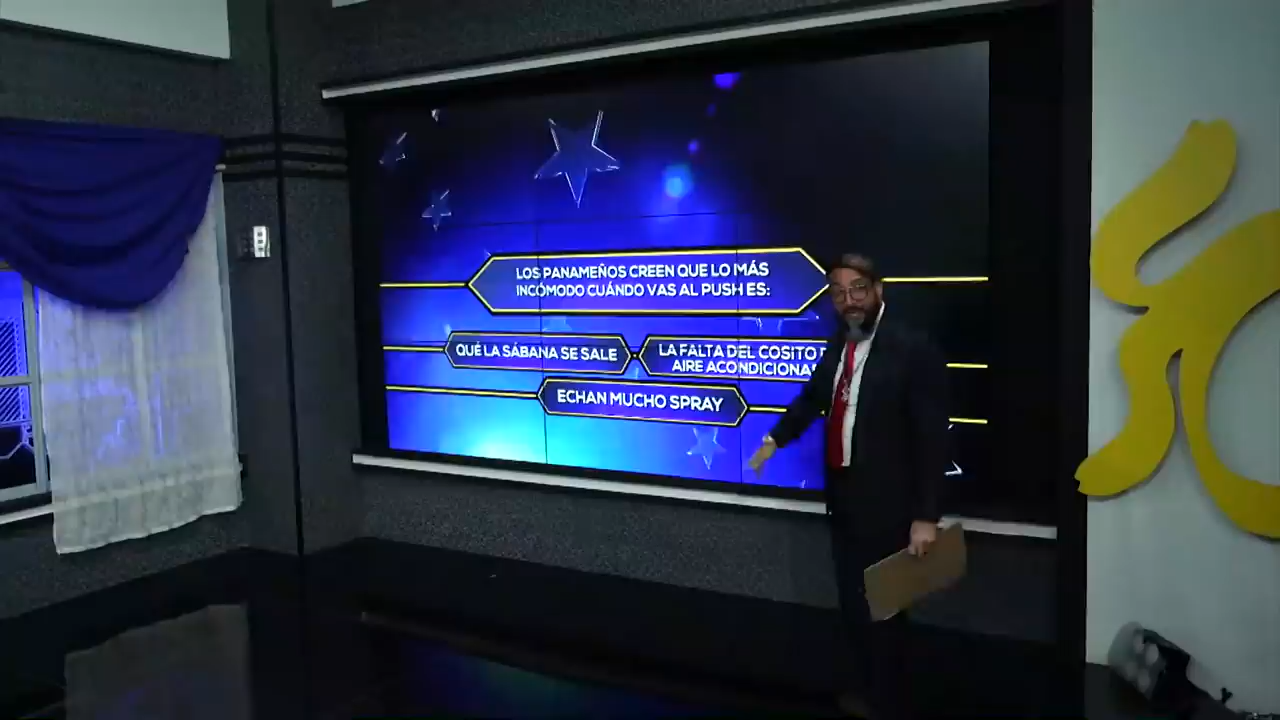 LOS PANAMEÑOS CREEN QUE LO MÁS
INCÓMODO CUÁNDO VAS AL PUSH ES:
QUÉ LA SÁBANA SE SALE
LA FALTA DEL COSITO
AIRE ACONDICIONA
ECHAN MUCHO SPRAY